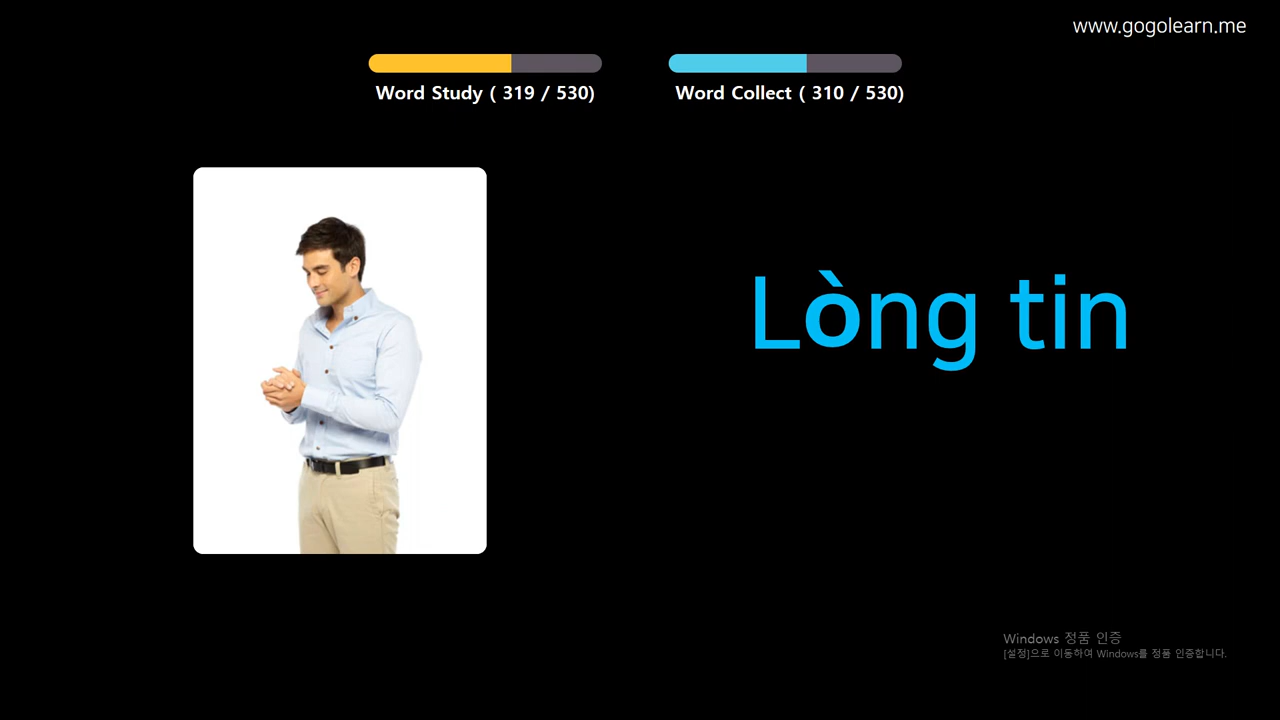 www.gogolearn.me
Word Study ( 319 / 530)
Word Collect ( 310 / 530)
Lòng tin
Windows 정품 인증
[설정]으로 이동하여 Windows를 정품 인증합니다.